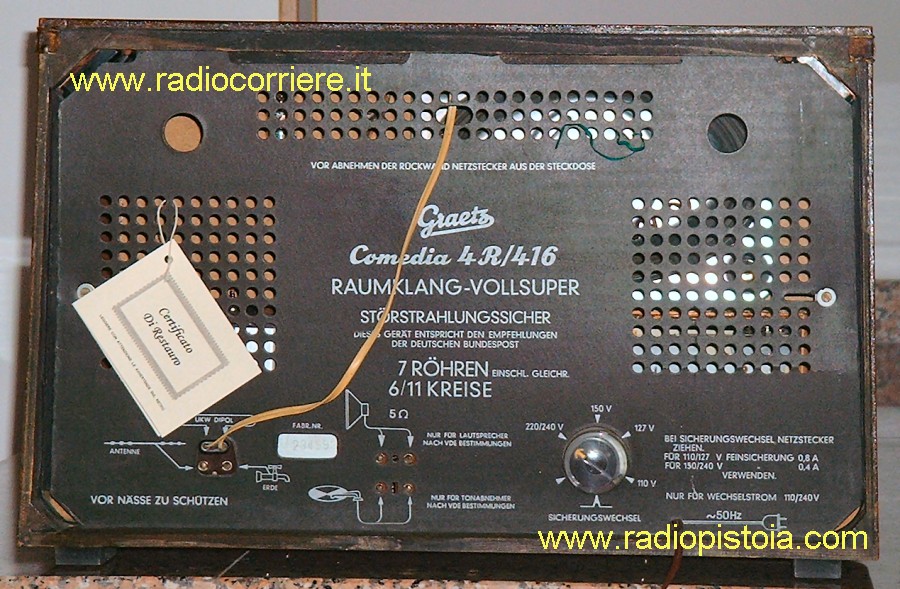 www.radiocorriere.it
VOR ABNEHMEN DER RÜCKWAND NETZSTECKER AUS DER STECKDOSE
Graetz
Comedia 4R/416
RAUMKLANG-VOLLSUPER
STÖRSTRAHLUNGSSICHER
DIESES GERÄT ENTSPRICHT DEN EMPFEHLUNGEN
DER DEUTSCHEN BUNDESPOST
7 RÖHREN EINSCHL. GLEICHR.
6/11 KREISE
Certificato
Di Restauro
UKW DIPOL
ANTENNE
ERDE
VOR NÄSSE ZU SCHÜTZEN
FABR.NR.
5 Ω
NUR FÜR LAUTSPRECHER
NACH VDE BESTIMMUNGEN
NUR FÜR TONABNEHMER
NACH VDE BESTIMMUNGEN
150 V
220/240 V
127 V
110 V
SICHERUNGSWECHSEL
BEI SICHERUNGSWECHSEL NETZSTECKER
ZIEHEN.
FÜR 110/127 V FEINSICHERUNG 0,8 A
FÜR 150/240 V " 0,4 A
VERWENDEN.
NUR FÜR WECHSELSTROM 110/240V
~50Hz
www.radiopistoia.com